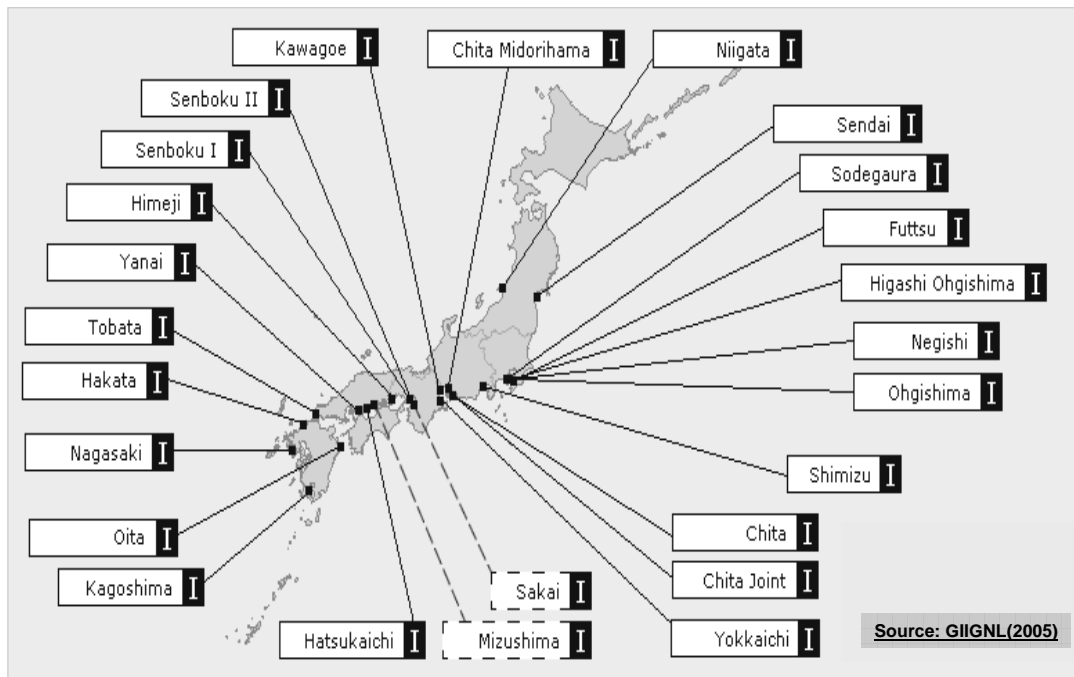 Kawagoe I
Chita Midorihama I
Niigata I
Senboku II I
Senboku I I
Himeji I
Yanai I
Tobata I
Hakata I
Nagasaki I
Oita I
Kagoshima I
Hatsukaichi I
Sakai I
Mizushima I
Sendai I
Sodegaura I
Futtsu I
Higashi Ohgishima I
Negishi I
Ohgishima I
Shimizu I
Chita I
Chita Joint I
Yokkaichi I
Source: GIIGNL(2005)